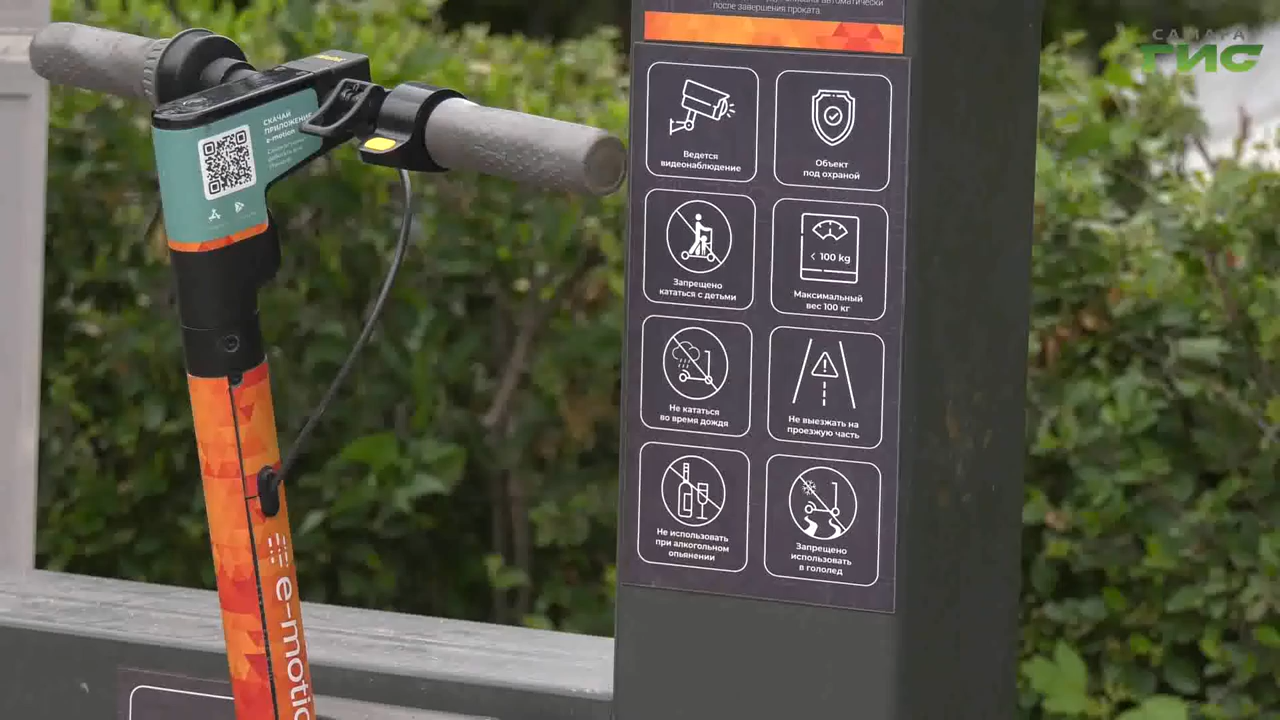 после завершения проката
САМАРА
ГИС
СКАЧАЙ
ПРИЛОЖЕНИЕ
e-motion
Ведется
видеонаблюдение
Объект
под охраной
Запрещено
кататься с детьми
< 100 kg
Максимальный
вес 100 кг
Не кататься
во время дождя
Не выезжать на
проезжую часть
Не использовать
при алкогольном
опьянении
Запрещено
использовать
в гололед
e-motio